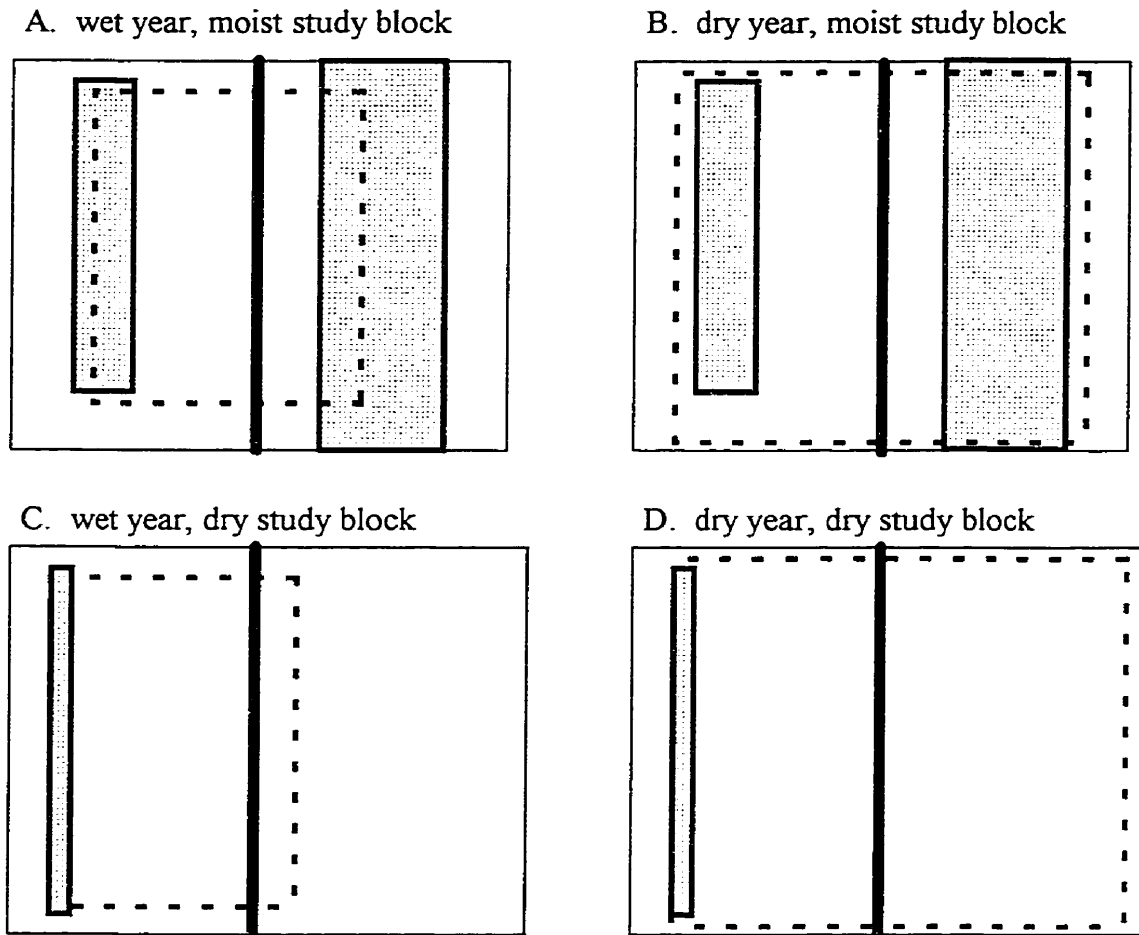 A. wet year, moist study block
B. dry year, moist study block
C. wet year, dry study block
D. dry year, dry study block